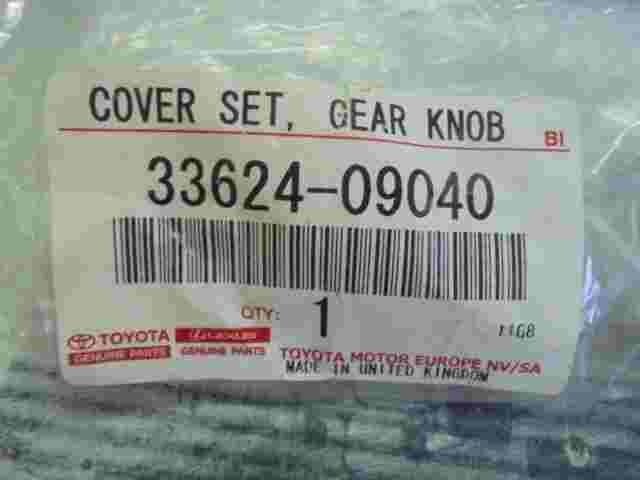 COVER SET, GEAR KNOB BI
33624-09040
QTY: 1
TOYOTA
GENUINE PARTS GENUINE PARTS
TOYOTA MOTOR EUROPE NV/SA
MADE IN UNITED KINGDOM